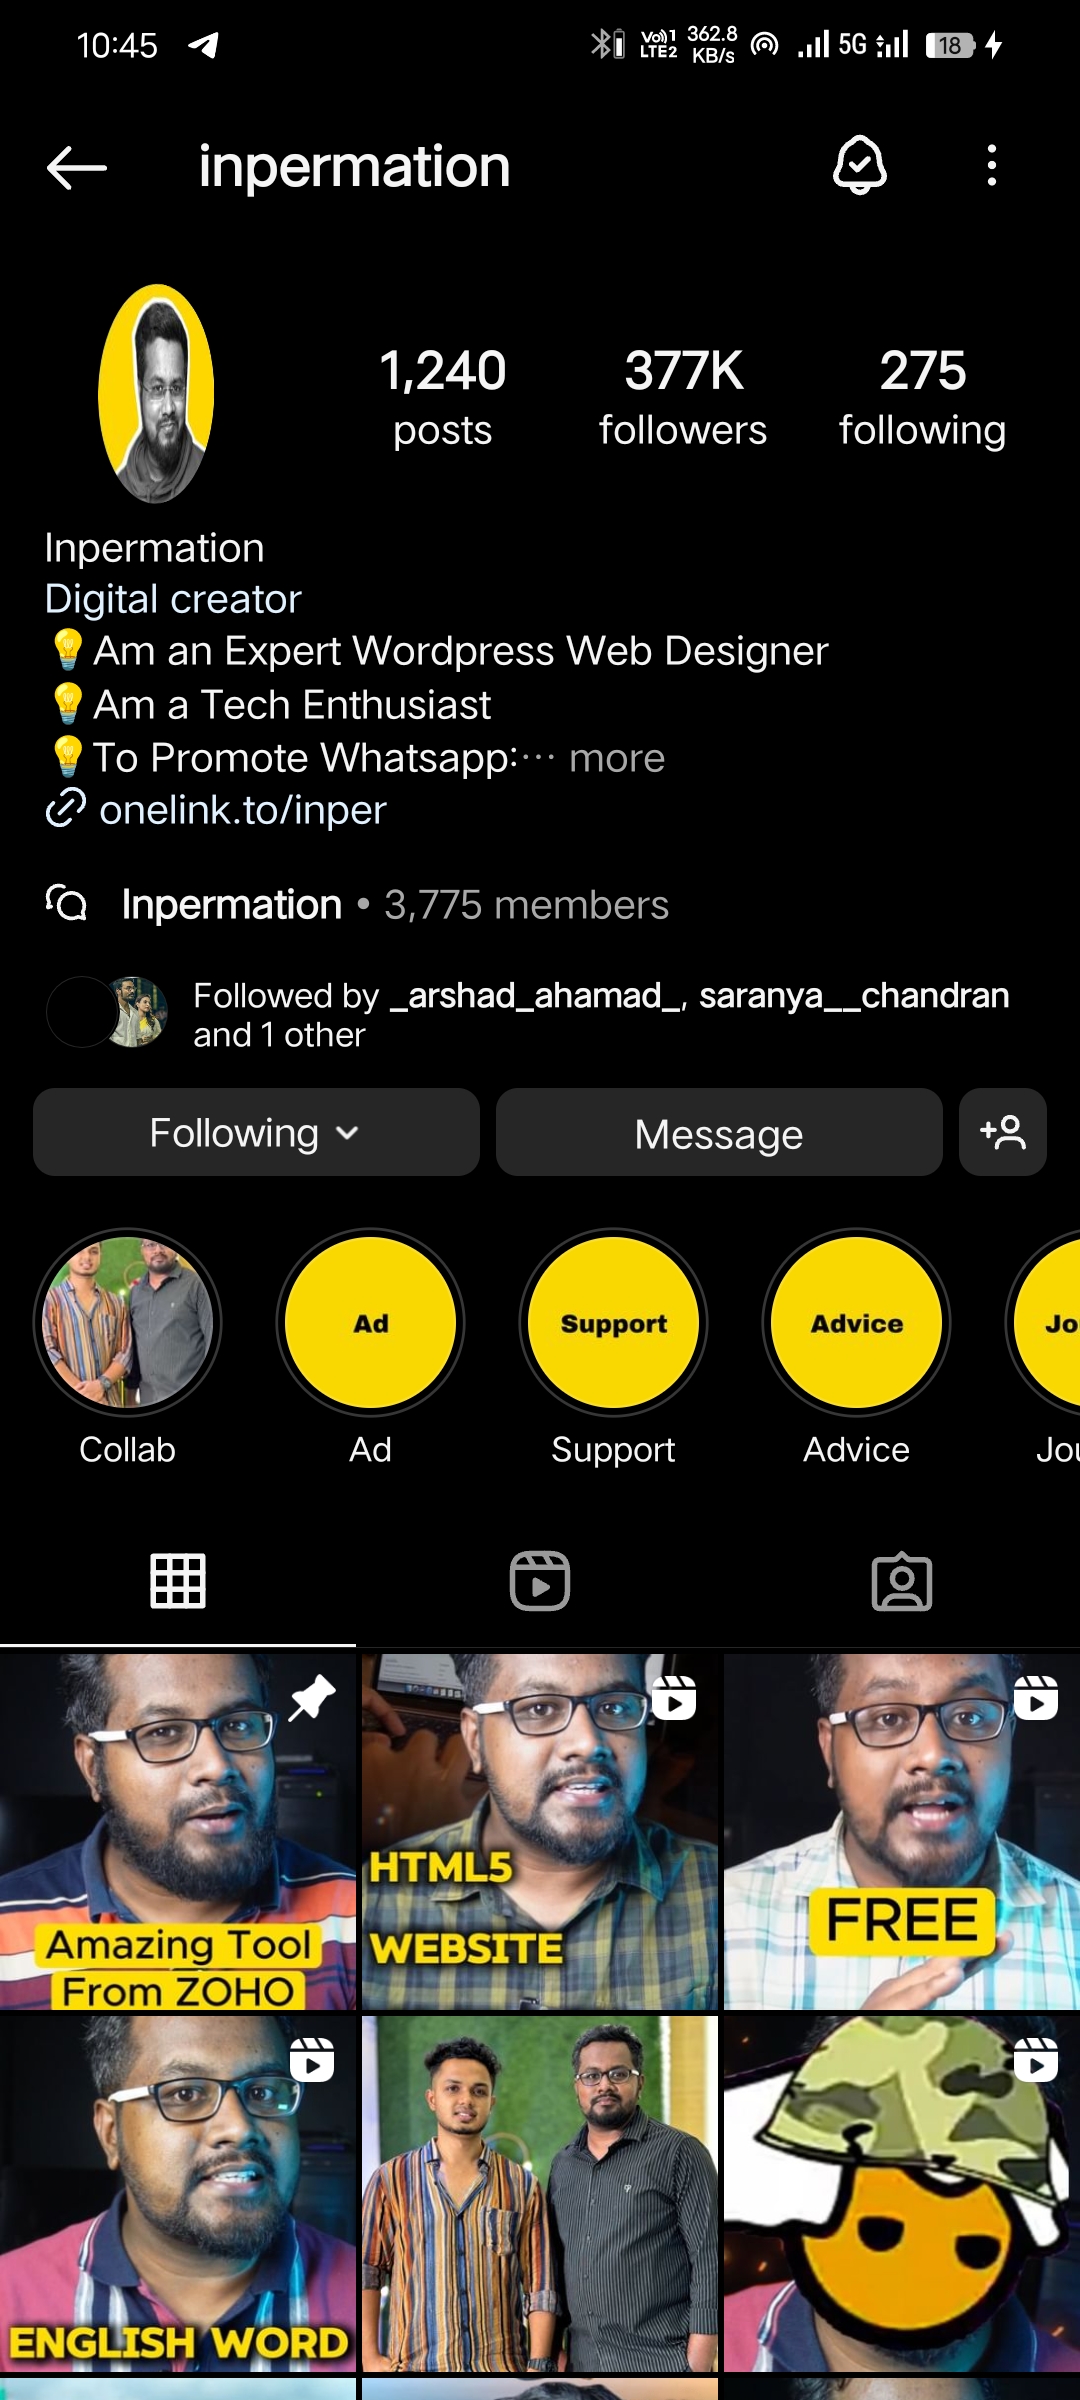 10:45
Vo)) 1 LTE2
362.8 KB/s
5G
18
inpermation
1,240 377K 275
posts followers following
Inpermation
Digital creator
💡Am an Expert Wordpress Web Designer
💡Am a Tech Enthusiast
💡To Promote Whatsapp:... more
onelink.to/inper
Inpermation • 3,775 members
Followed by _arshad_ahamad_, saranya__chandran
and 1 other
Following Message
Ad Support Advice Jo
Collab Ad Support Advice Jou
Amazing Tool
From ZOHO
HTML5
WEBSITE
FREE
ENGLISH WORD